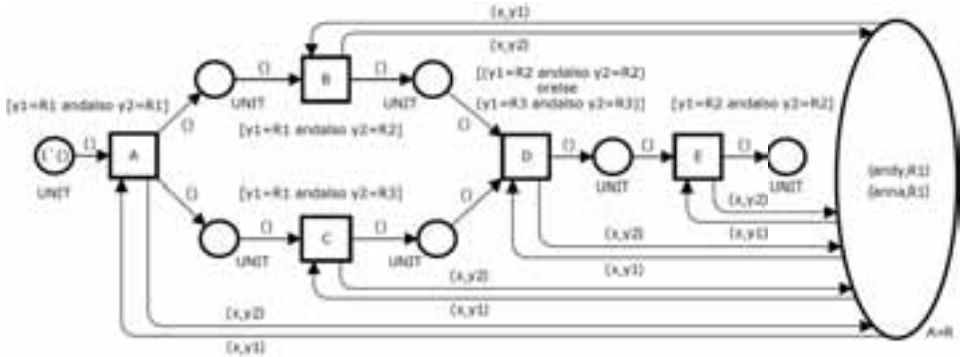 (x,y1)
(x,y2)
()
B
()
[(y1=R2 andalso y2=R2)
orelse
(y1=R3 andalso y2=R3)]
[y1=R2 andalso y2=R2]
UNIT
UNIT
[y1=R1 andalso y2=R1]
()
[y1=R1 andalso y2=R2]
()
1`()
()
A
D
()
()
E
()
UNIT
UNIT
UNIT
(andy,R1)
(anna,R1)
()
[y1=R1 andalso y2=R3]
()
(x,y2)
(x,y1)
()
C
()
UNIT
UNIT
(x,y2)
(x,y1)
(x,y2)
(x,y1)
(x,y2)
(x,y1)